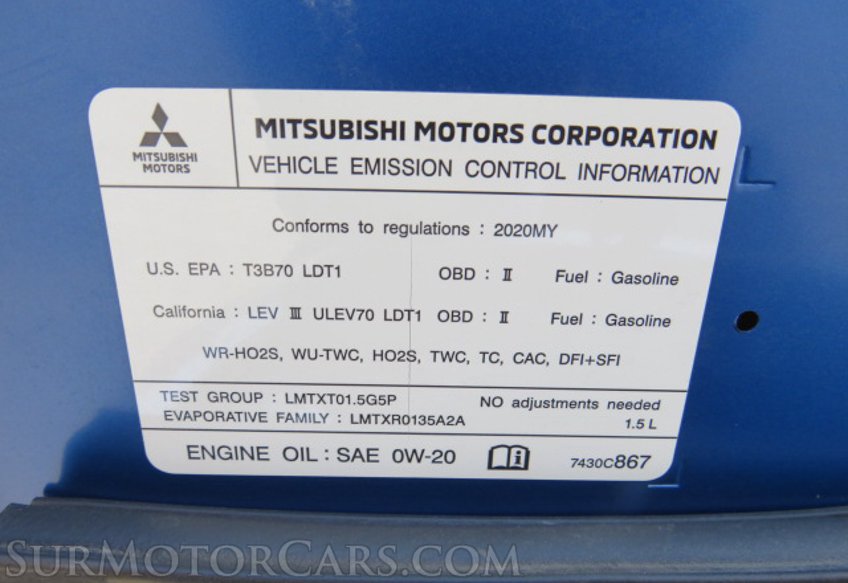 MITSUBISHI MOTORS
MITSUBISHI MOTORS CORPORATION
VEHICLE EMISSION CONTROL INFORMATION
Conforms to regulations : 2020MY
U.S. EPA : T3B70 LDT1 OBD : Ⅱ Fuel : Gasoline
California : LEV Ⅲ ULEV70 LDT1 OBD : Ⅱ Fuel : Gasoline
WR-HO2S, WU-TWC, HO2S, TWC, TC, CAC, DFI+SFI
TEST GROUP : LMTXT01.5G5P NO adjustments needed
EVAPORATIVE FAMILY : LMTXR0135A2A 1.5 L
ENGINE OIL : SAE 0W-20 7430C867
SURMOTORCARS.COM